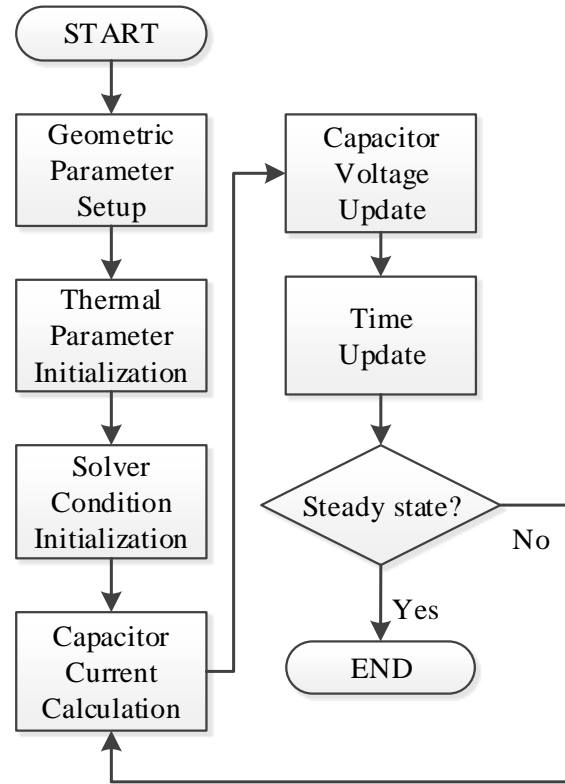 START
Geometric
Parameter
Setup
Thermal
Parameter
Initialization
Solver
Condition
Initialization
Capacitor
Current
Calculation
Capacitor
Voltage
Update
Time
Update
Steady state?
No
Yes
END